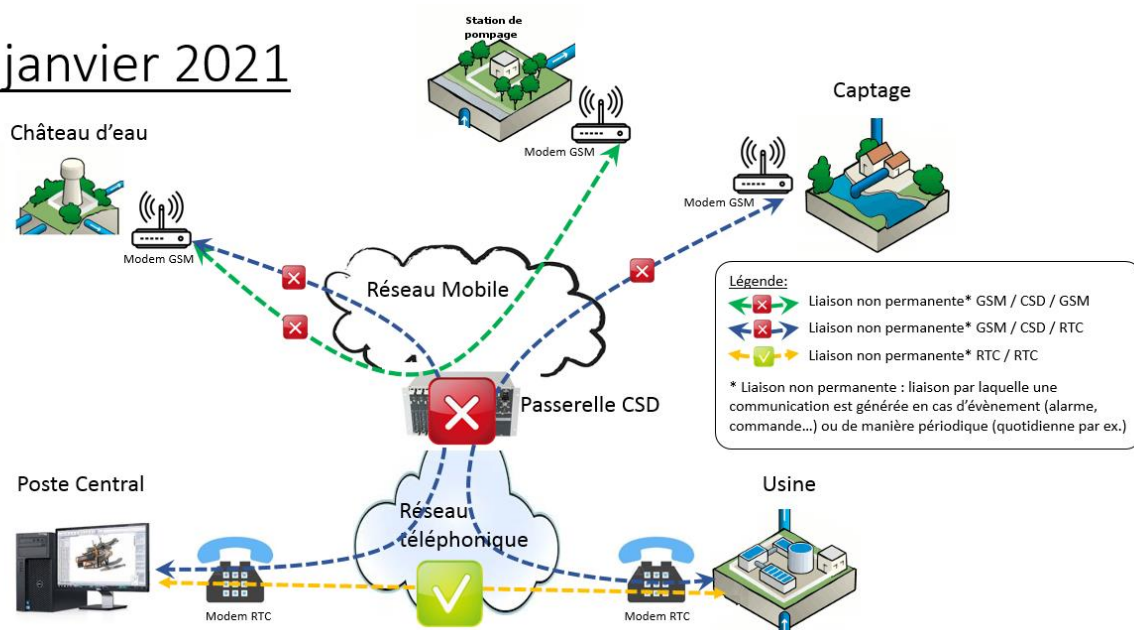 janvier 2021
Station de
pompage
Modem GSM
Captage
Château d'eau
Modem GSM
Modem GSM
Réseau Mobile
Légende:
Liaison non permanente* GSM / CSD / GSM
Liaison non permanente* GSM / CSD / RTC
Liaison non permanente* RTC / RTC
* Liaison non permanente : liaison par laquelle une
communication est générée en cas d'évènement (alarme,
commande...) ou de manière périodique (quotidienne par ex.)
Passerelle CSD
Poste Central
Usine
Réseau
téléphonique
Modem RTC
Modem RTC